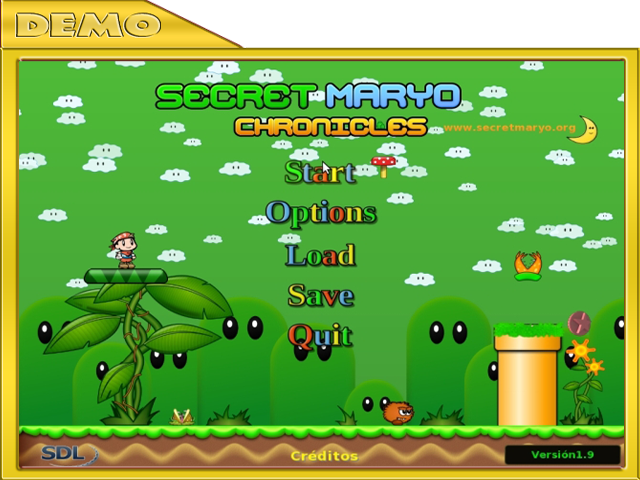 DEMO
SECRET MARYO
CHRONICLES
www.secretmaryo.org
Start
Options
Load
Save
Quit
SDL
Créditos
Versión1.9